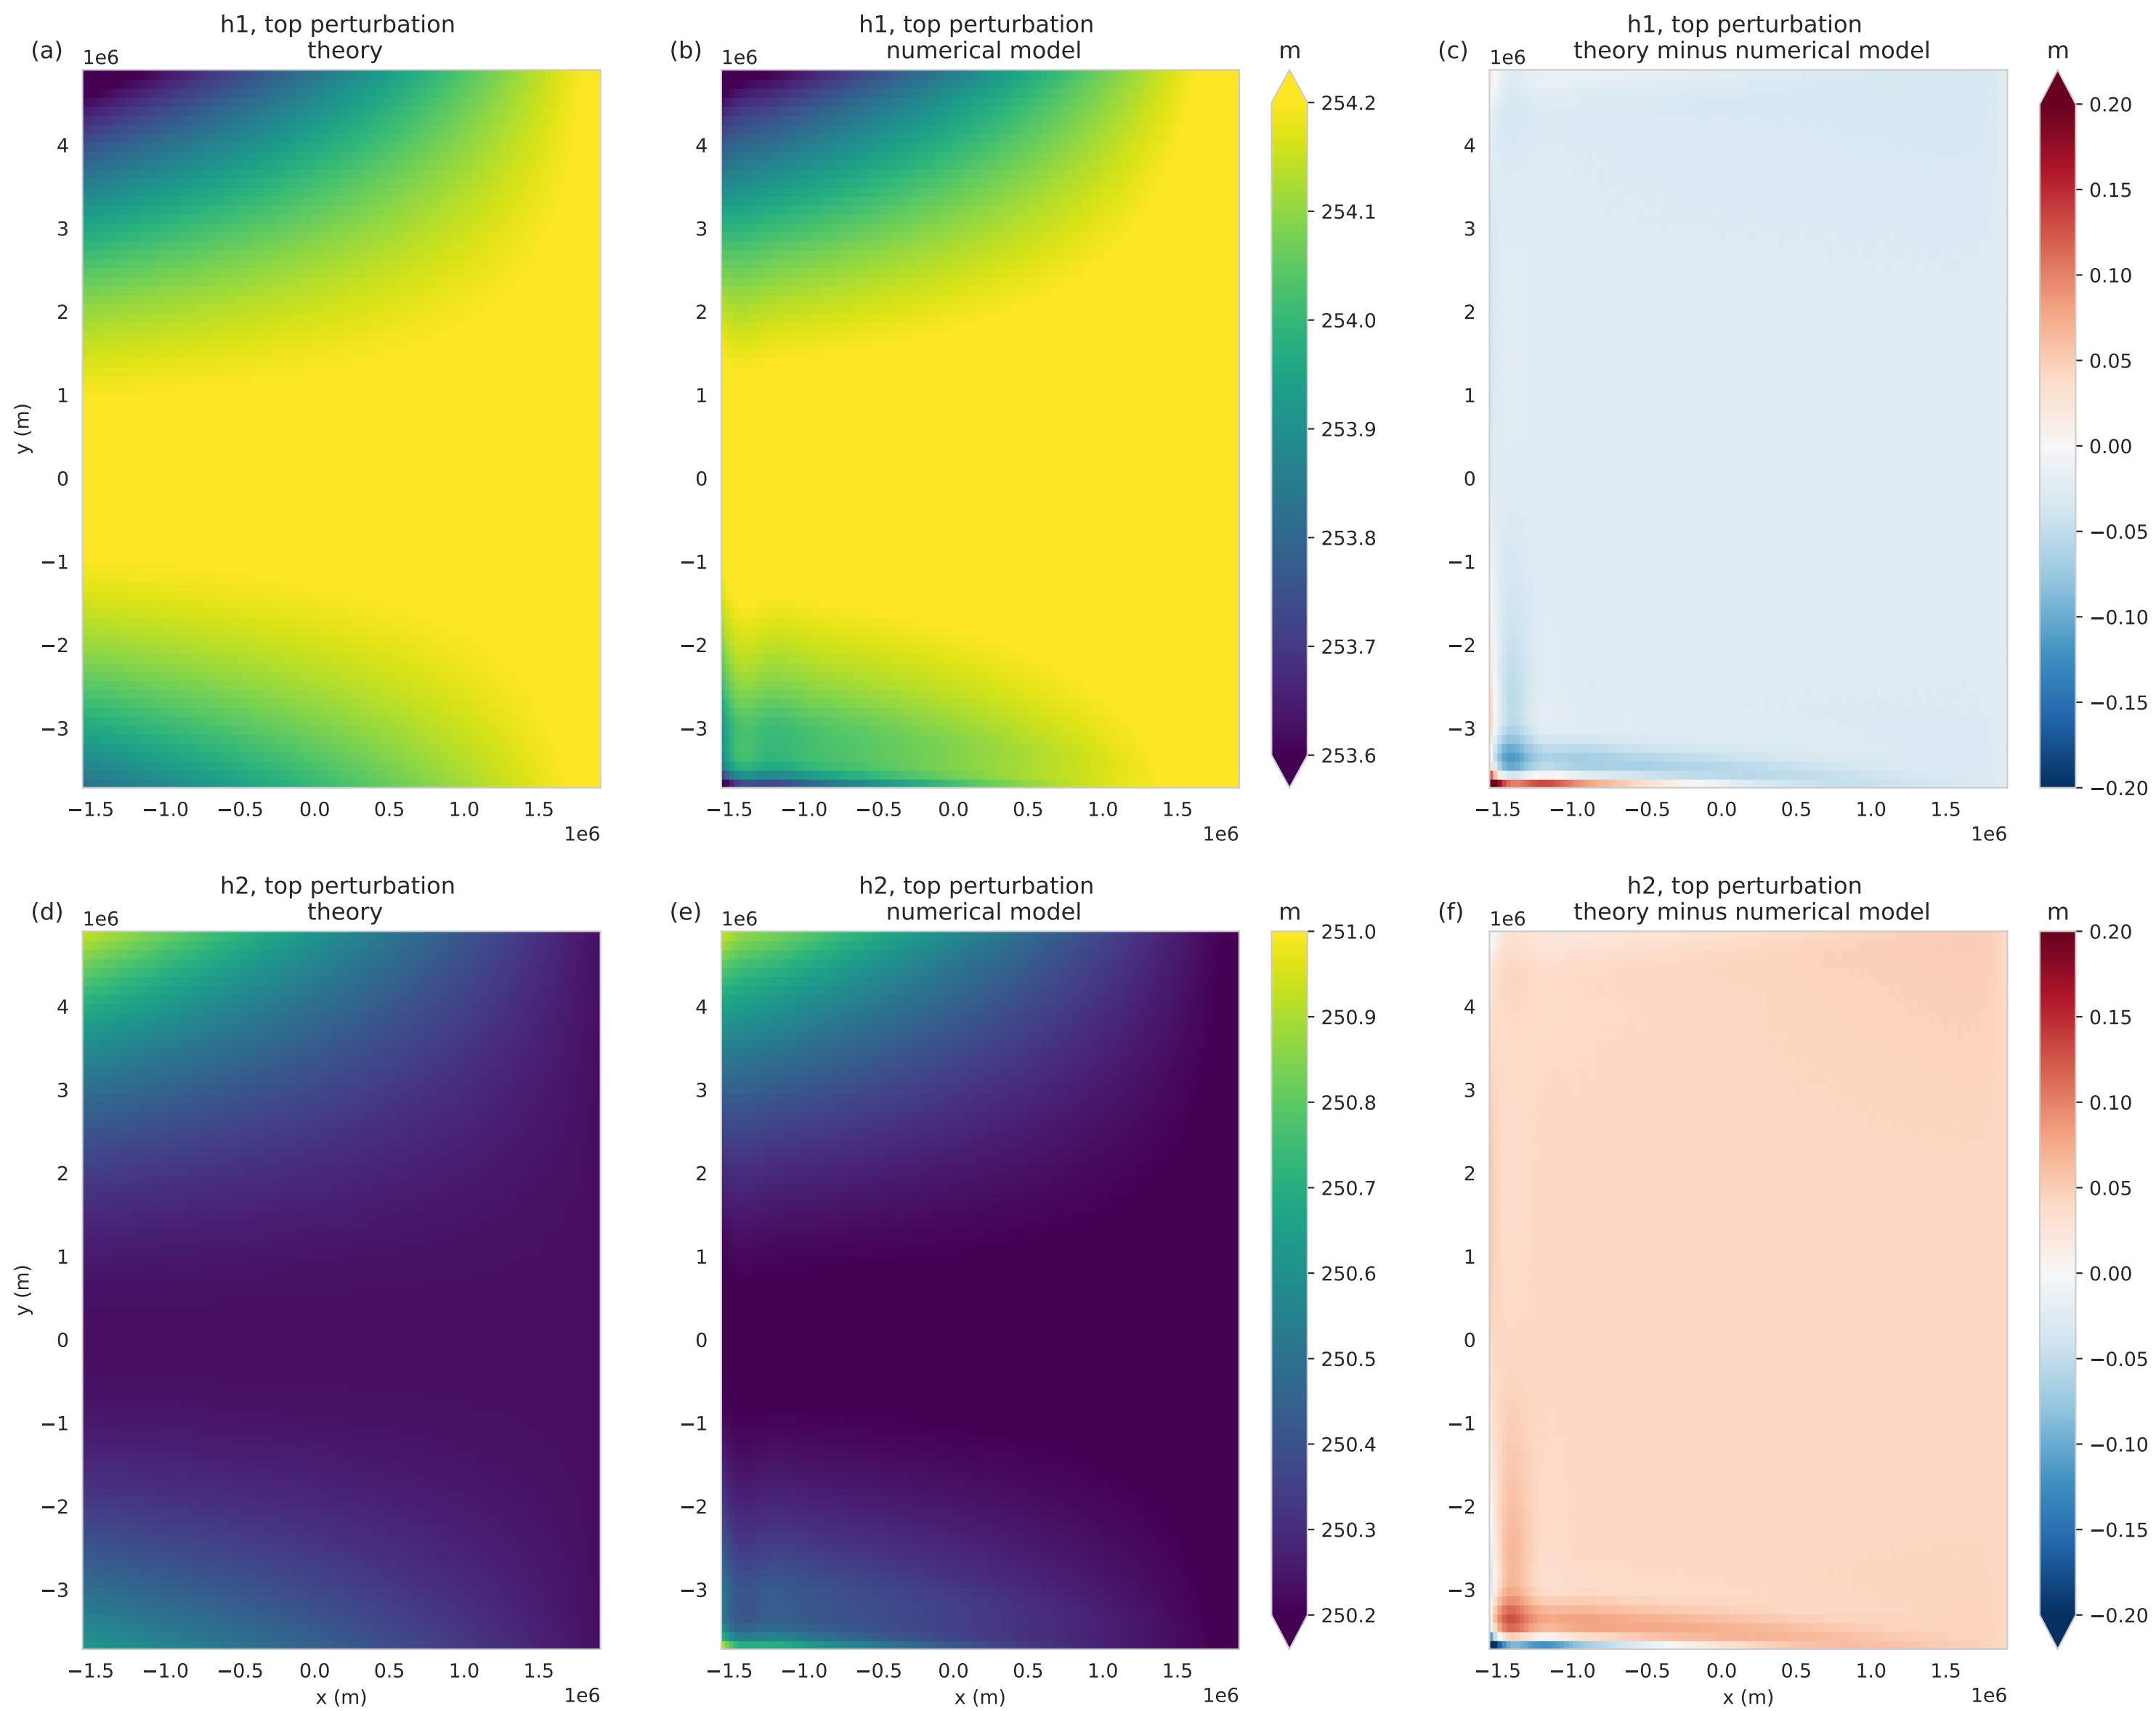 h1, top perturbation
theory
(a)
1e6
4
3
2
1
0
−1
−2
−3
y (m)
−1.5 −1.0 −0.5 0.0 0.5 1.0 1.5
1e6
h1, top perturbation
numerical model
(b)
1e6
m
4
3
2
1
0
−1
−2
−3
−1.5 −1.0 −0.5 0.0 0.5 1.0 1.5
1e6
254.2
254.1
254.0
253.9
253.8
253.7
253.6
h1, top perturbation
theory minus numerical model
(c)
1e6
m
4
3
2
1
0
−1
−2
−3
−1.5 −1.0 −0.5 0.0 0.5 1.0 1.5
1e6
0.20
0.15
0.10
0.05
0.00
−0.05
−0.10
−0.15
−0.20
h2, top perturbation
theory
(d)
1e6
4
3
2
1
0
−1
−2
−3
y (m)
−1.5 −1.0 −0.5 0.0 0.5 1.0 1.5
x (m)
1e6
h2, top perturbation
numerical model
(e)
1e6
m
4
3
2
1
0
−1
−2
−3
−1.5 −1.0 −0.5 0.0 0.5 1.0 1.5
x (m)
1e6
251.0
250.9
250.8
250.7
250.6
250.5
250.4
250.3
250.2
h2, top perturbation
theory minus numerical model
(f)
1e6
m
4
3
2
1
0
−1
−2
−3
−1.5 −1.0 −0.5 0.0 0.5 1.0 1.5
x (m)
1e6
0.20
0.15
0.10
0.05
0.00
−0.05
−0.10
−0.15
−0.20